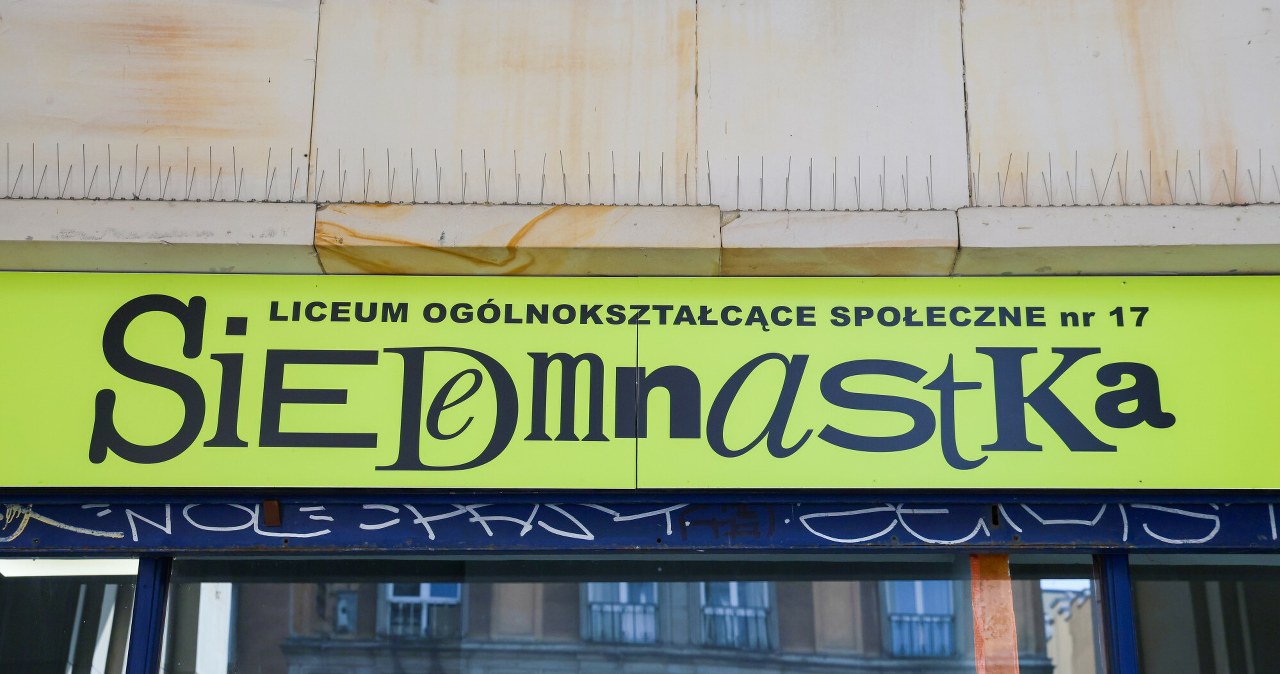 LICEUM OGÓLNOKSZTAŁCĄCE SPOŁECZNE nr 17
SiEDemnastKa